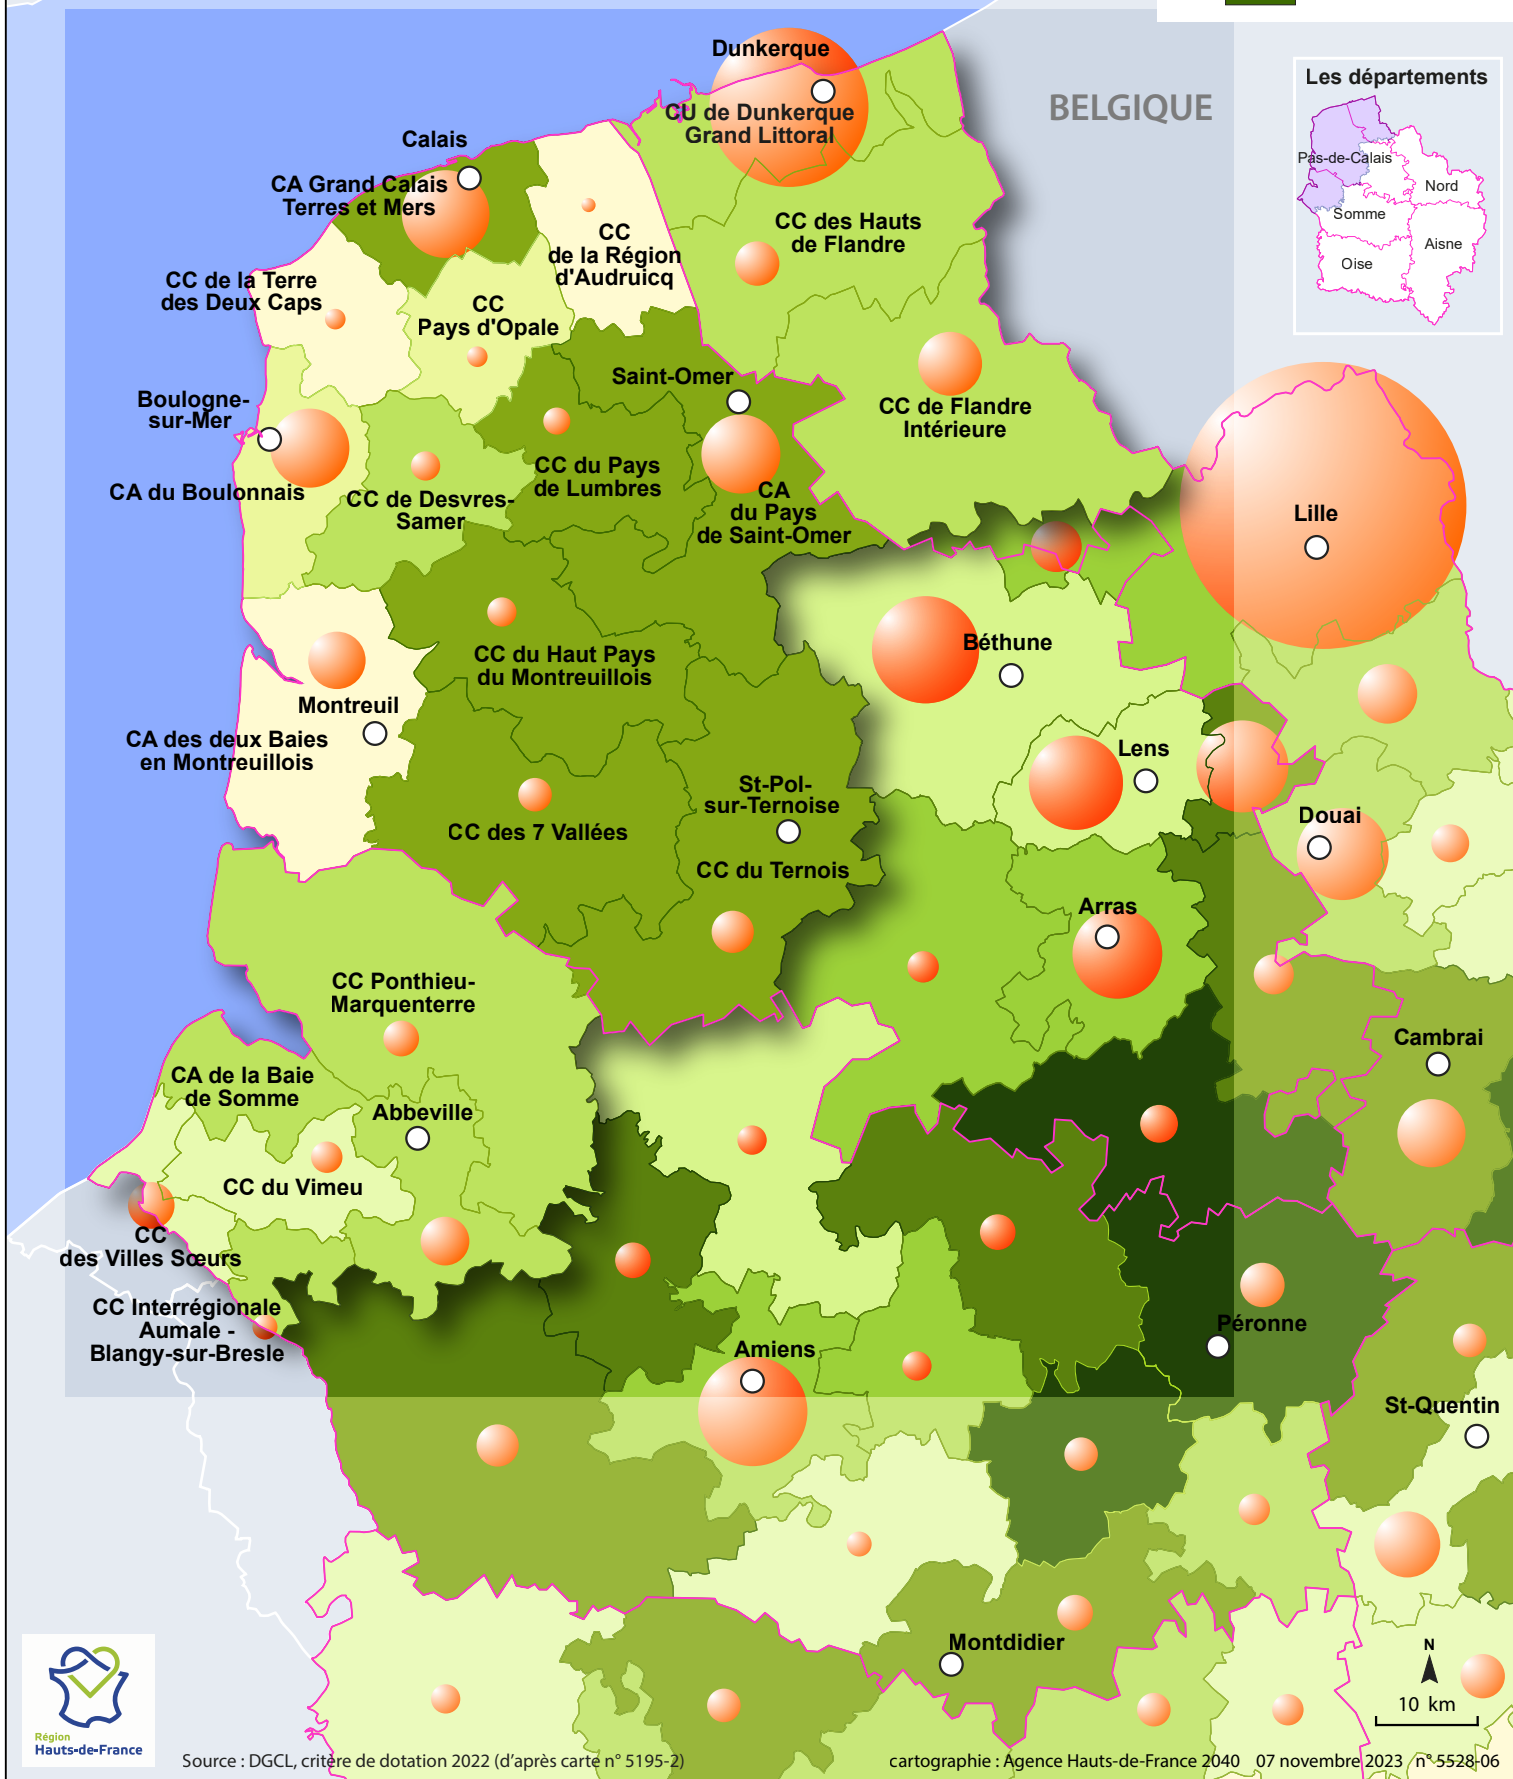 Dunkerque
CU de Dunkerque
Grand Littoral
BELGIQUE
Les départements
Pas-de-Calais
Nord
Somme
Aisne
Oise
Calais
CA Grand Calais
Terres et Mers
CC
de la Région
d'Audruicq
CC des Hauts
de Flandre
CC de la Terre
des Deux Caps
CC
Pays d'Opale
Saint-Omer
Boulogne-
sur-Mer
CC de Flandre
Intérieure
CA du Boulonnais
CC de Desvres-
Samer
CC du Pays
de Lumbres
CA
du Pays
de Saint-Omer
Lille
Béthune
CC du Haut Pays
du Montreuillois
Montreuil
CA des deux Baies
en Montreuillois
Lens
St-Pol-
sur-Ternoise
CC des 7 Vallées
Douai
CC du Ternois
Arras
CC Ponthieu-
Marquenterre
Cambrai
CA de la Baie
de Somme
Abbeville
CC du Vimeu
CC
des Villes Sœurs
CC Interrégionale
Aumale -
Blangy-sur-Bresle
Amiens
Péronne
St-Quentin
Montdidier
N
10 km
Région
Hauts-de-France
Source : DGCL, critère de dotation 2022 (d'après carte n° 5195-2)
cartographie : Agence Hauts-de-France 2040 07 novembre 2023 n° 5528-06